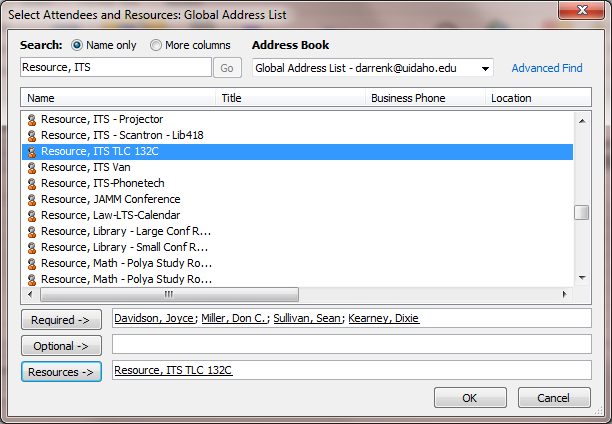 Select Attendees and Resources: Global Address List
Search: Name only More columns Address Book
Resource, ITS Go Global Address List - darrenk@uidaho.edu Advanced Find
Name Title Business Phone Location
Resource, ITS - Projector
Resource, ITS - Scantron - Lib418
Resource, ITS TLC 132C
Resource, ITS Van
Resource, ITS-Phonetech
Resource, JAMM Conference
Resource, Law-LTS-Calendar
Resource, Library - Large Conf R...
Resource, Library - Small Conf R...
Resource, Math - Polya Study Ro...
Resource, Math - Polya Study Ro...
Required -> Davidson, Joyce; Miller, Don C.; Sullivan, Sean; Kearney, Dixie
Optional ->
Resources -> Resource, ITS TLC 132C
OK Cancel